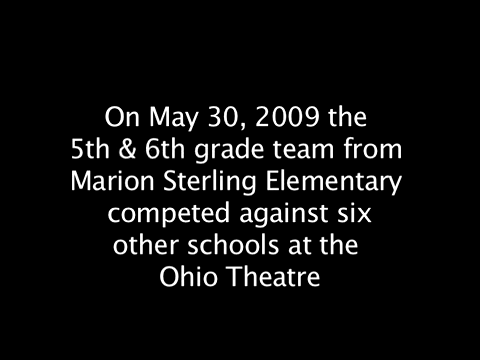 On May 30, 2009 the
5th & 6th grade team from
Marion Sterling Elementary
competed against six
other schools at the
Ohio Theatre